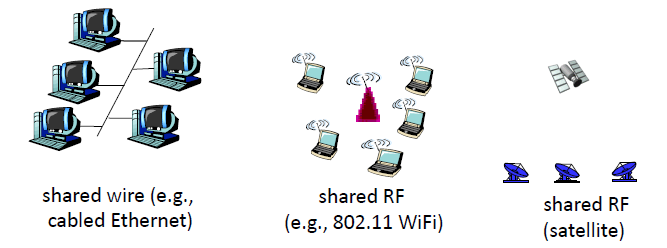 shared wire (e.g.,
cabled Ethernet)
shared RF
(e.g., 802.11 WiFi)
shared RF
(satellite)